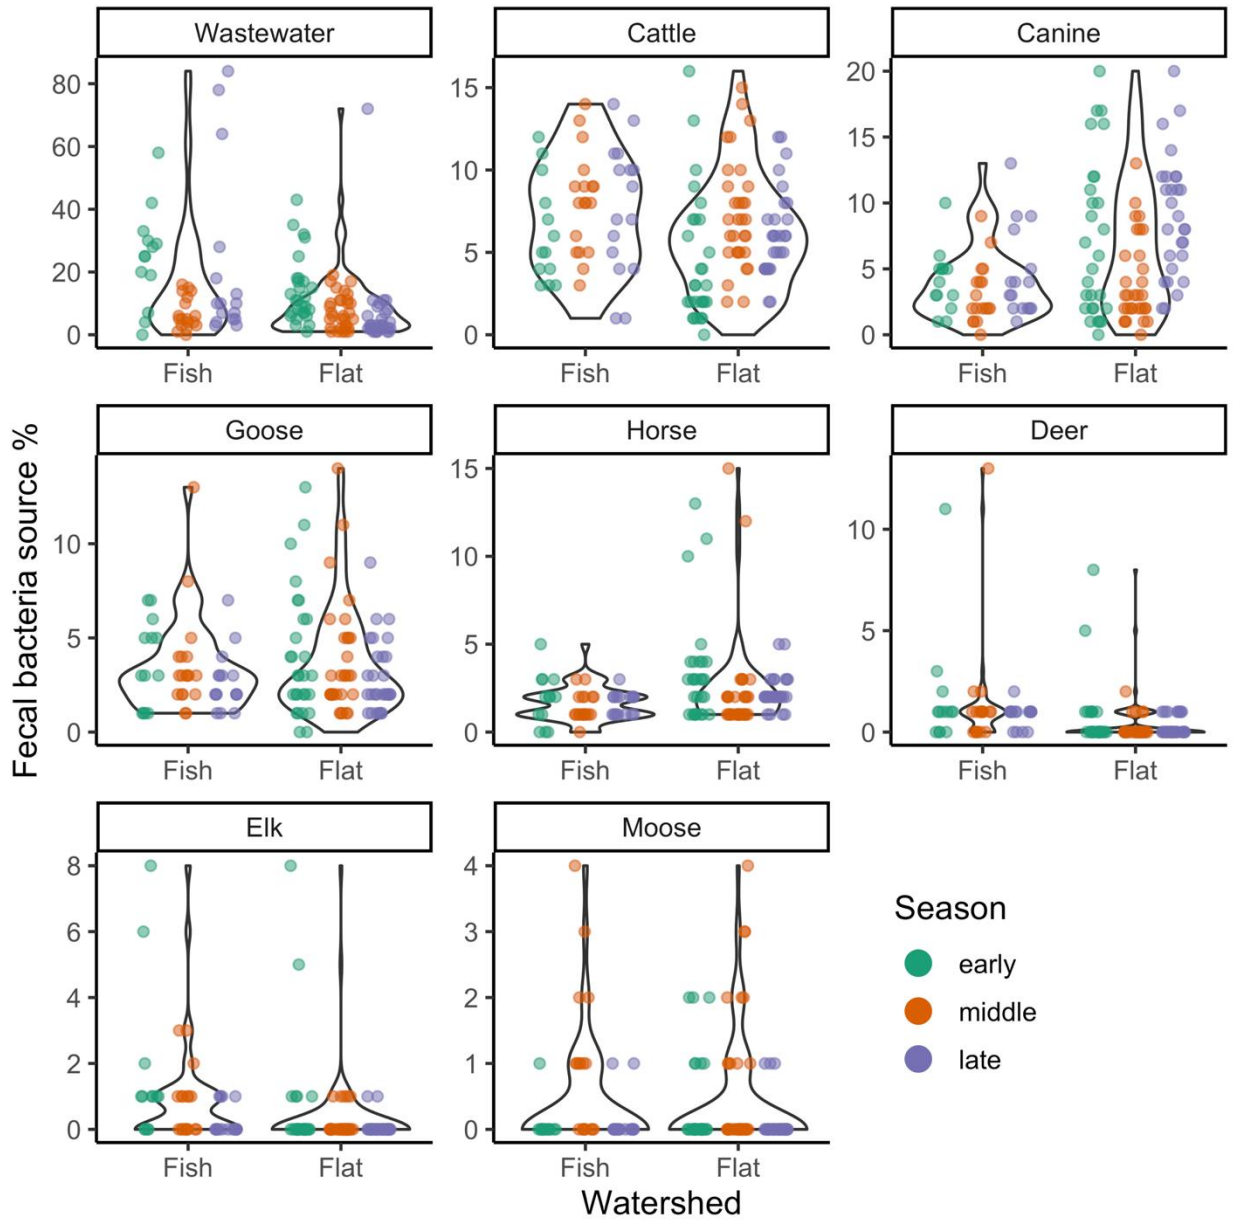 Wastewater
Cattle
Canine
80
60
40
20
0
15
10
5
0
20
15
10
5
0
Fish
Flat
Fish
Flat
Fish
Flat
Fecal bacteria source %
Goose
Horse
Deer
10
5
0
15
10
5
0
10
5
0
Fish
Flat
Fish
Flat
Fish
Flat
Elk
Moose
8
6
4
2
0
4
3
2
1
0
Season
early
middle
late
Fish
Flat
Fish
Flat
Watershed